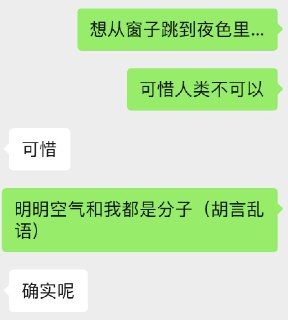 想从窗子跳到夜色里...
可惜人类不可以
可惜
明明空气和我都是分子（胡言乱
语）
确实呢